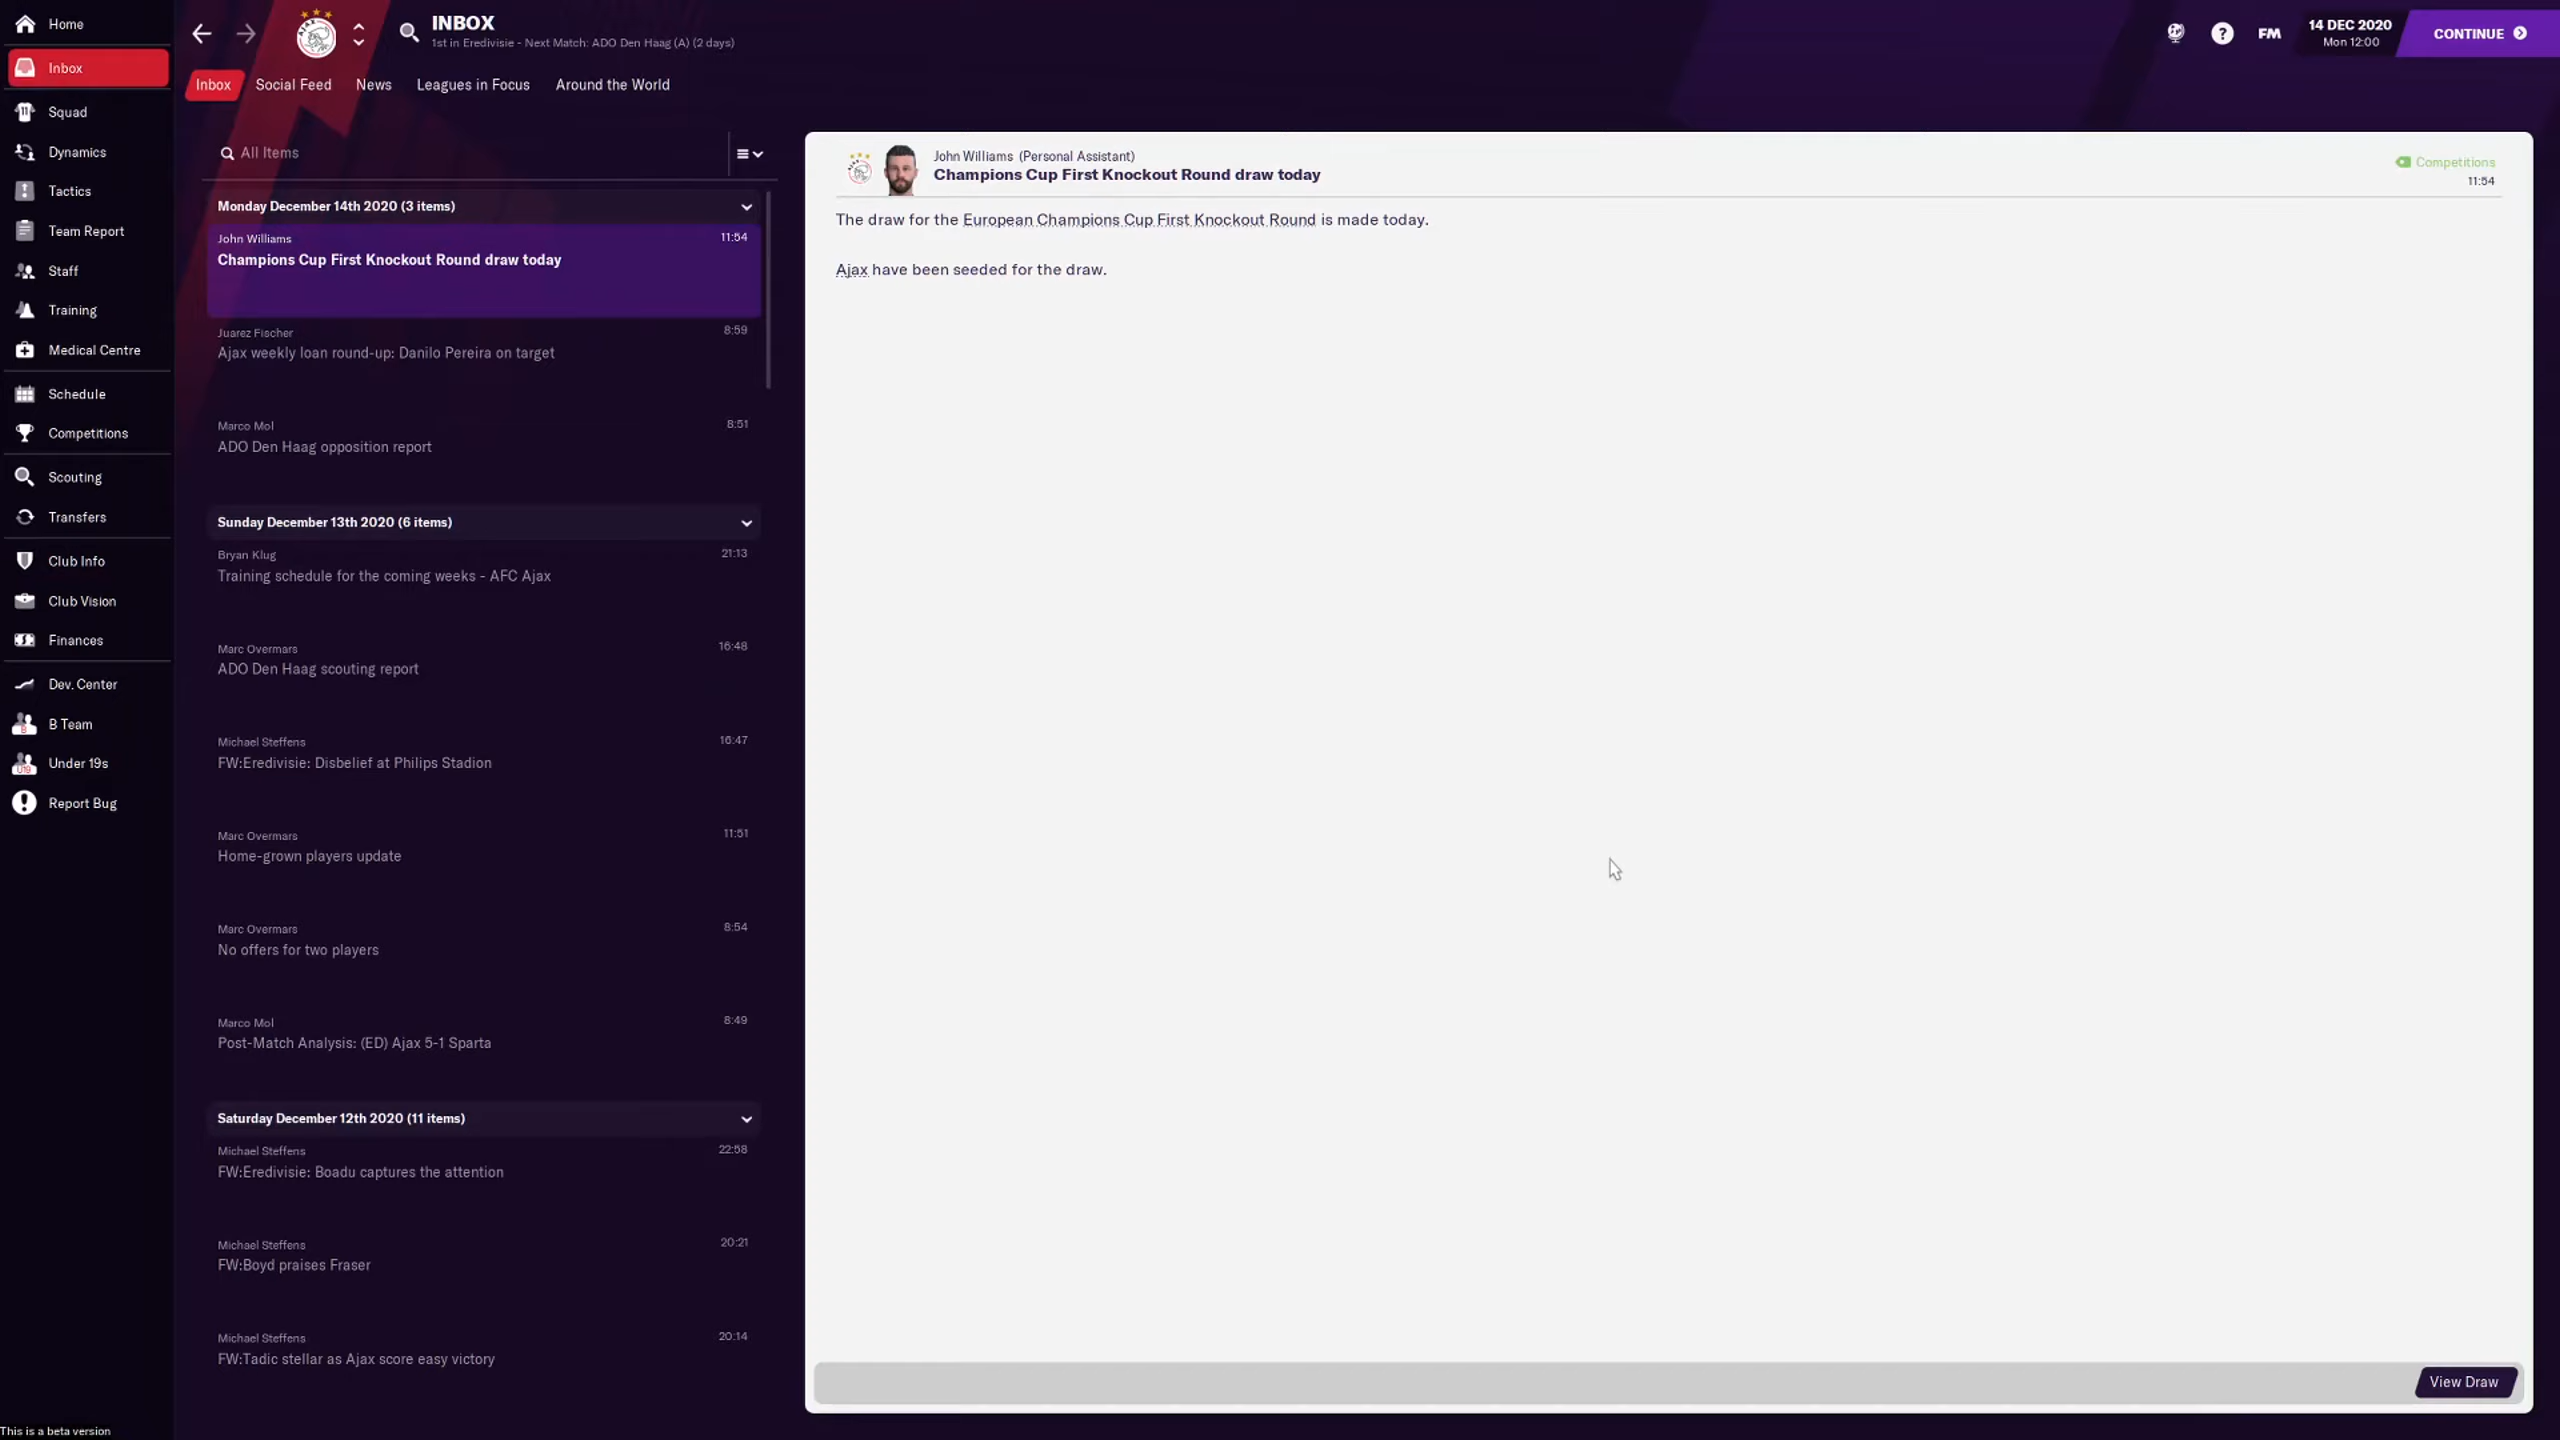 Home
Inbox
Squad
Dynamics
Tactics
Team Report
Staff
Training
Medical Centre
Schedule
Competitions
Scouting
Transfers
Club Info
Club Vision
Finances
Dev. Center
B Team
Under 19s
Report Bug
This is a beta version
INBOX
1st in Eredivisie - Next Match: ADO Den Haag (A) (2 days)
FM
14 DEC 2020
Mon 12:00
CONTINUE
Inbox Social Feed News Leagues in Focus Around the World
All Items
Monday December 14th 2020 (3 items)
John Williams 11:54
Champions Cup First Knockout Round draw today
Juarez Fischer 8:59
Ajax weekly loan round-up: Danilo Pereira on target
Marco Mol 8:51
ADO Den Haag opposition report
Sunday December 13th 2020 (6 items)
Bryan Klug 21:13
Training schedule for the coming weeks - AFC Ajax
Marc Overmars 16:48
ADO Den Haag scouting report
Michael Steffens 16:47
FW:Eredivisie: Disbelief at Philips Stadion
Marc Overmars 11:51
Home-grown players update
Marc Overmars 8:54
No offers for two players
Marco Mol 8:49
Post-Match Analysis: (ED) Ajax 5-1 Sparta
Saturday December 12th 2020 (11 items)
Michael Steffens 22:58
FW:Eredivisie: Boadu captures the attention
Michael Steffens 20:21
FW:Boyd praises Fraser
Michael Steffens 20:14
FW:Tadic stellar as Ajax score easy victory
John Williams (Personal Assistant)
Champions Cup First Knockout Round draw today
Competitions
11:54
The draw for the European Champions Cup First Knockout Round is made today.
Ajax have been seeded for the draw.
View Draw